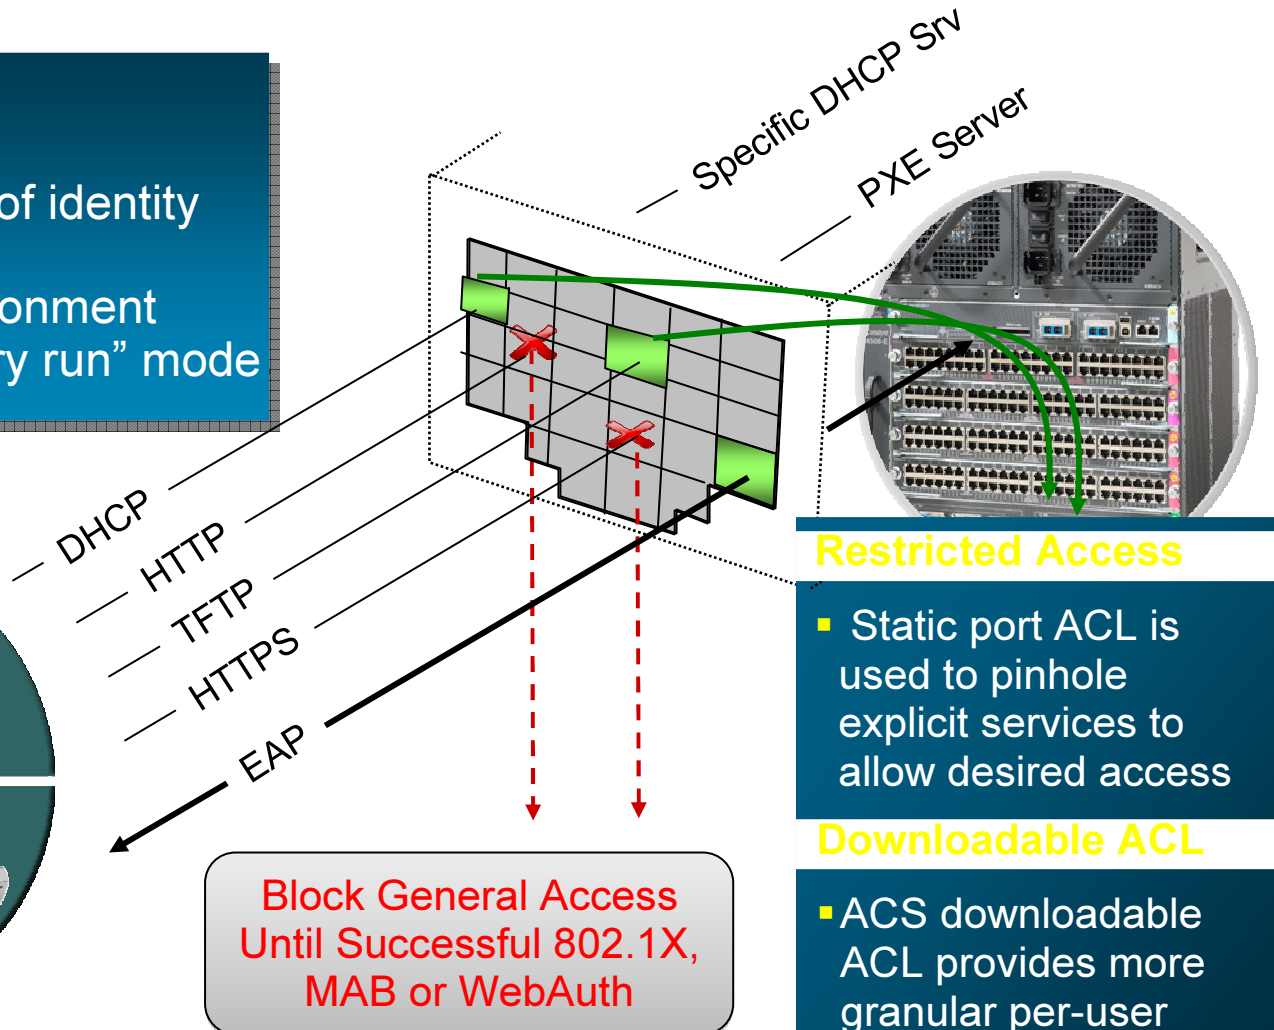 of identity
onment
ry run” mode
Specific DHCP Srv
PXE Server
DHCP
HTTP
TFTP
HTTPS
EAP
Block General Access
Until Successful 802.1X,
MAB or WebAuth
Restricted Access
▪ Static port ACL is
used to pinhole
explicit services to
allow desired access
Downloadable ACL
▪ ACS downloadable
ACL provides more
granular per-user